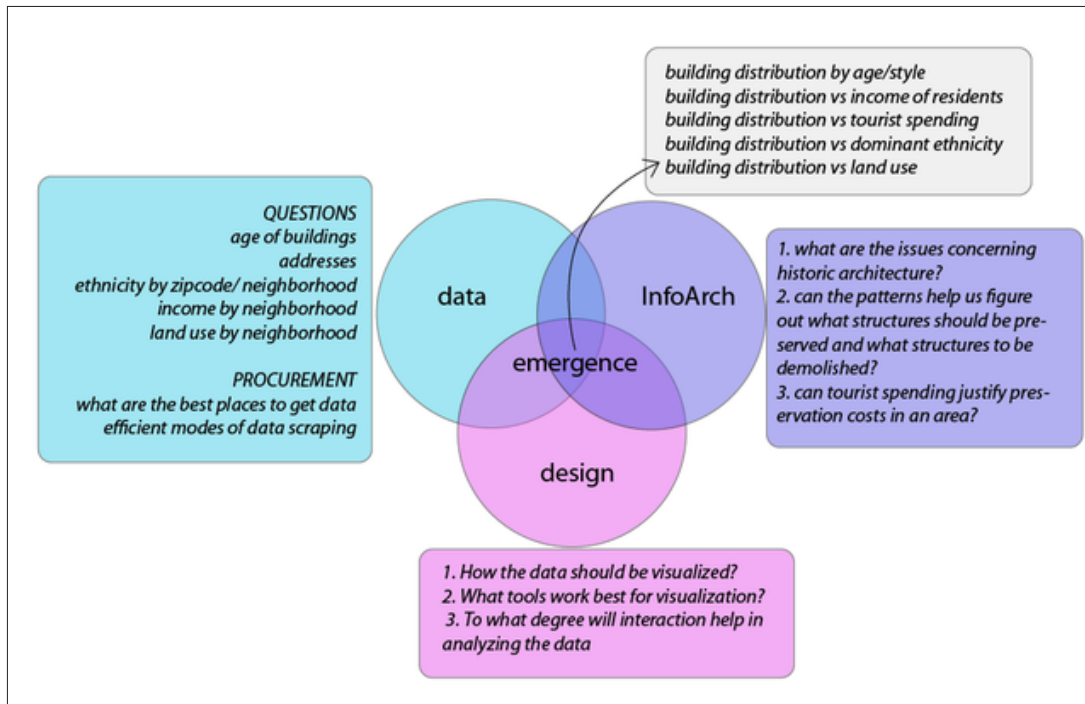 building distribution by age/style
building distribution vs income of residents
building distribution vs tourist spending
building distribution vs dominant ethnicity
building distribution vs land use
QUESTIONS
age of buildings
addresses
ethnicity by zipcode/ neighborhood
income by neighborhood
land use by neighborhood
PROCUREMENT
what are the best places to get data
efficient modes of data scraping
data
InfoArch
emergence
design
1. what are the issues concerning
historic architecture?
2. can the patterns help us figure
out what structures should be pre-
served and what structures to be
demolished?
3. can tourist spending justify pres-
ervation costs in an area?
1. How the data should be visualized?
2. What tools work best for visualization?
3. To what degree will interaction help in
analyzing the data